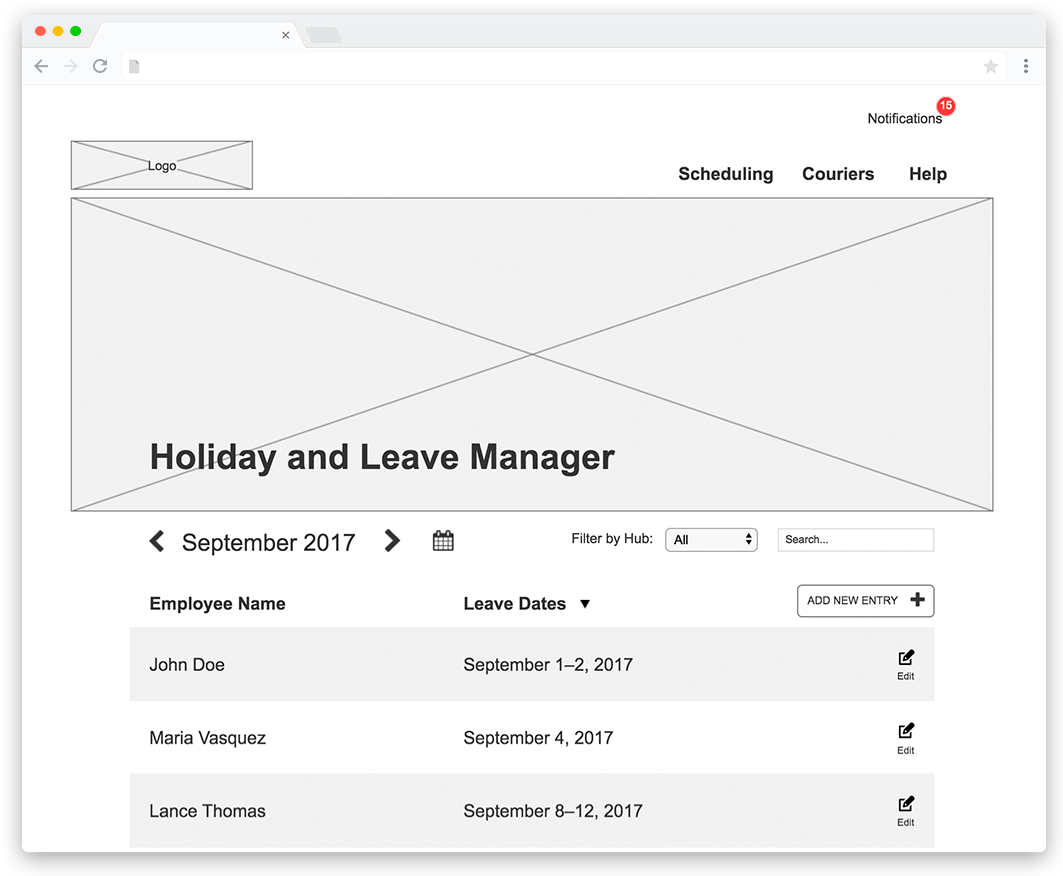 Notifications 15
Logo
Scheduling Couriers Help
Holiday and Leave Manager
September 2017 Filter by Hub: All Search...
Employee Name Leave Dates ▼ ADD NEW ENTRY
John Doe September 1–2, 2017 Edit
Maria Vasquez September 4, 2017 Edit
Lance Thomas September 8–12, 2017 Edit